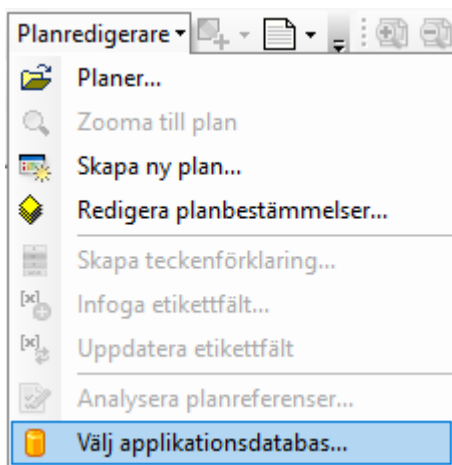 Planredigerare
Planer...
Zooma till plan
Skapa ny plan...
Redigera planbestämmelser...
Skapa teckenförklaring...
Infoga etikettfält...
Uppdatera etikettfält
Analysera planreferenser...
Välj applikationsdatabas...